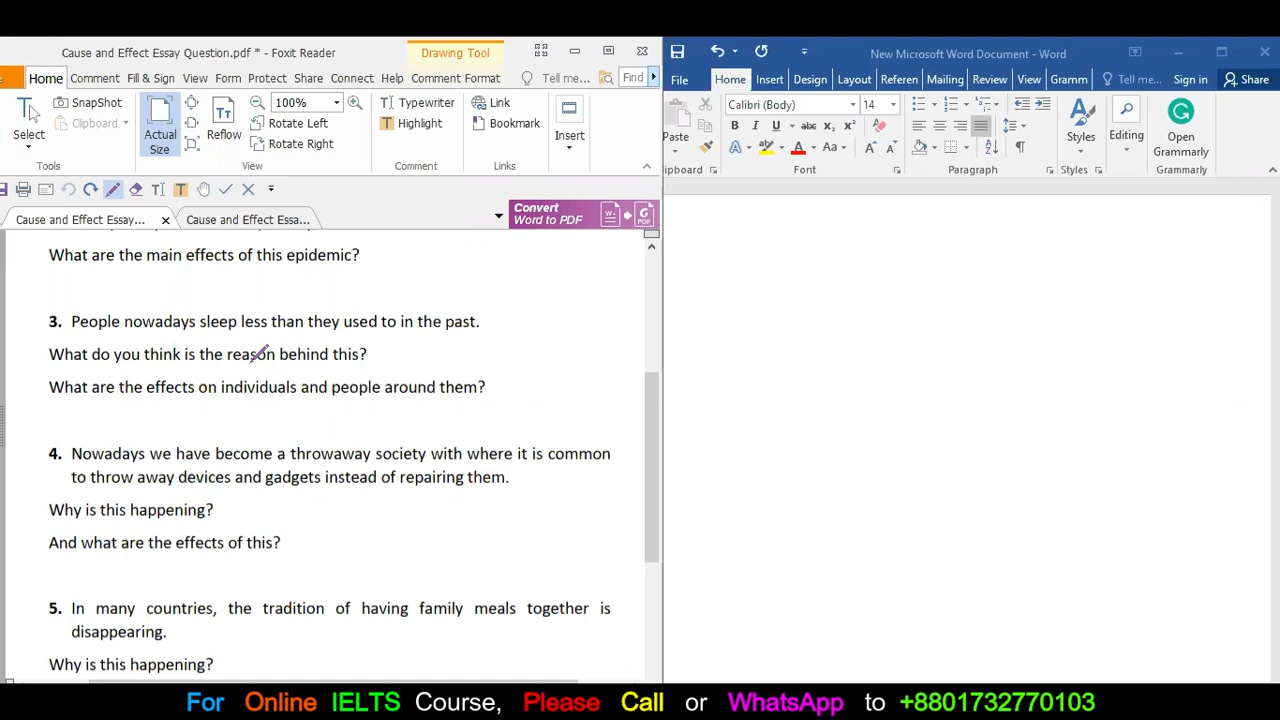 Cause and Effect Essay Question.pdf * - Foxit Reader
Drawing Tool
Home Comment Fill & Sign View Form Protect Share Connect Help Comment Format Tell me... Find
Select
SnapShot
Clipboard
Actual Size
Reflow
100%
Rotate Left
Rotate Right
Typewriter
Highlight
Link
Bookmark
Insert
Tools View Comment Links
Cause and Effect Essay... x Cause and Effect Essa...
Convert
Word to PDF
What are the main effects of this epidemic?
3. People nowadays sleep less than they used to in the past.
What do you think is the reason behind this?
What are the effects on individuals and people around them?
4. Nowadays we have become a throwaway society with where it is common
to throw away devices and gadgets instead of repairing them.
Why is this happening?
And what are the effects of this?
5. In many countries, the tradition of having family meals together is
disappearing.
Why is this happening?
New Microsoft Word Document - Word
File Home Insert Design Layout Referen Mailing Review View Gramm Tell me... Sign in Share
Paste
Calibri (Body) 14
B I U abc X₂ X²
A Aa A A
Styles
Editing
Open
Grammarly
lipboard Font Paragraph Styles Grammarly
For Online IELTS Course, Please Call or WhatsApp to +8801732770103